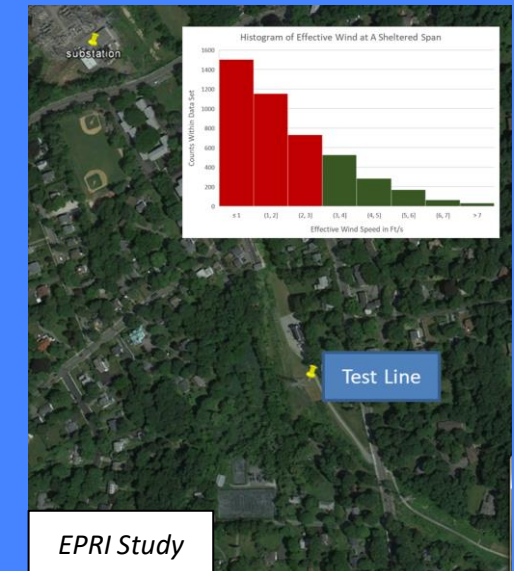 substation
Histogram of Effective Wind at A Sheltered Span
Counts Within Data Set
1600
1400
1200
1000
800
600
400
200
0
≤ 1 (1, 2] (2, 3] (3, 4] (4, 5] (5, 6] (6, 7] > 7
Effective Wind Speed in Ft/s
Test Line
EPRI Study